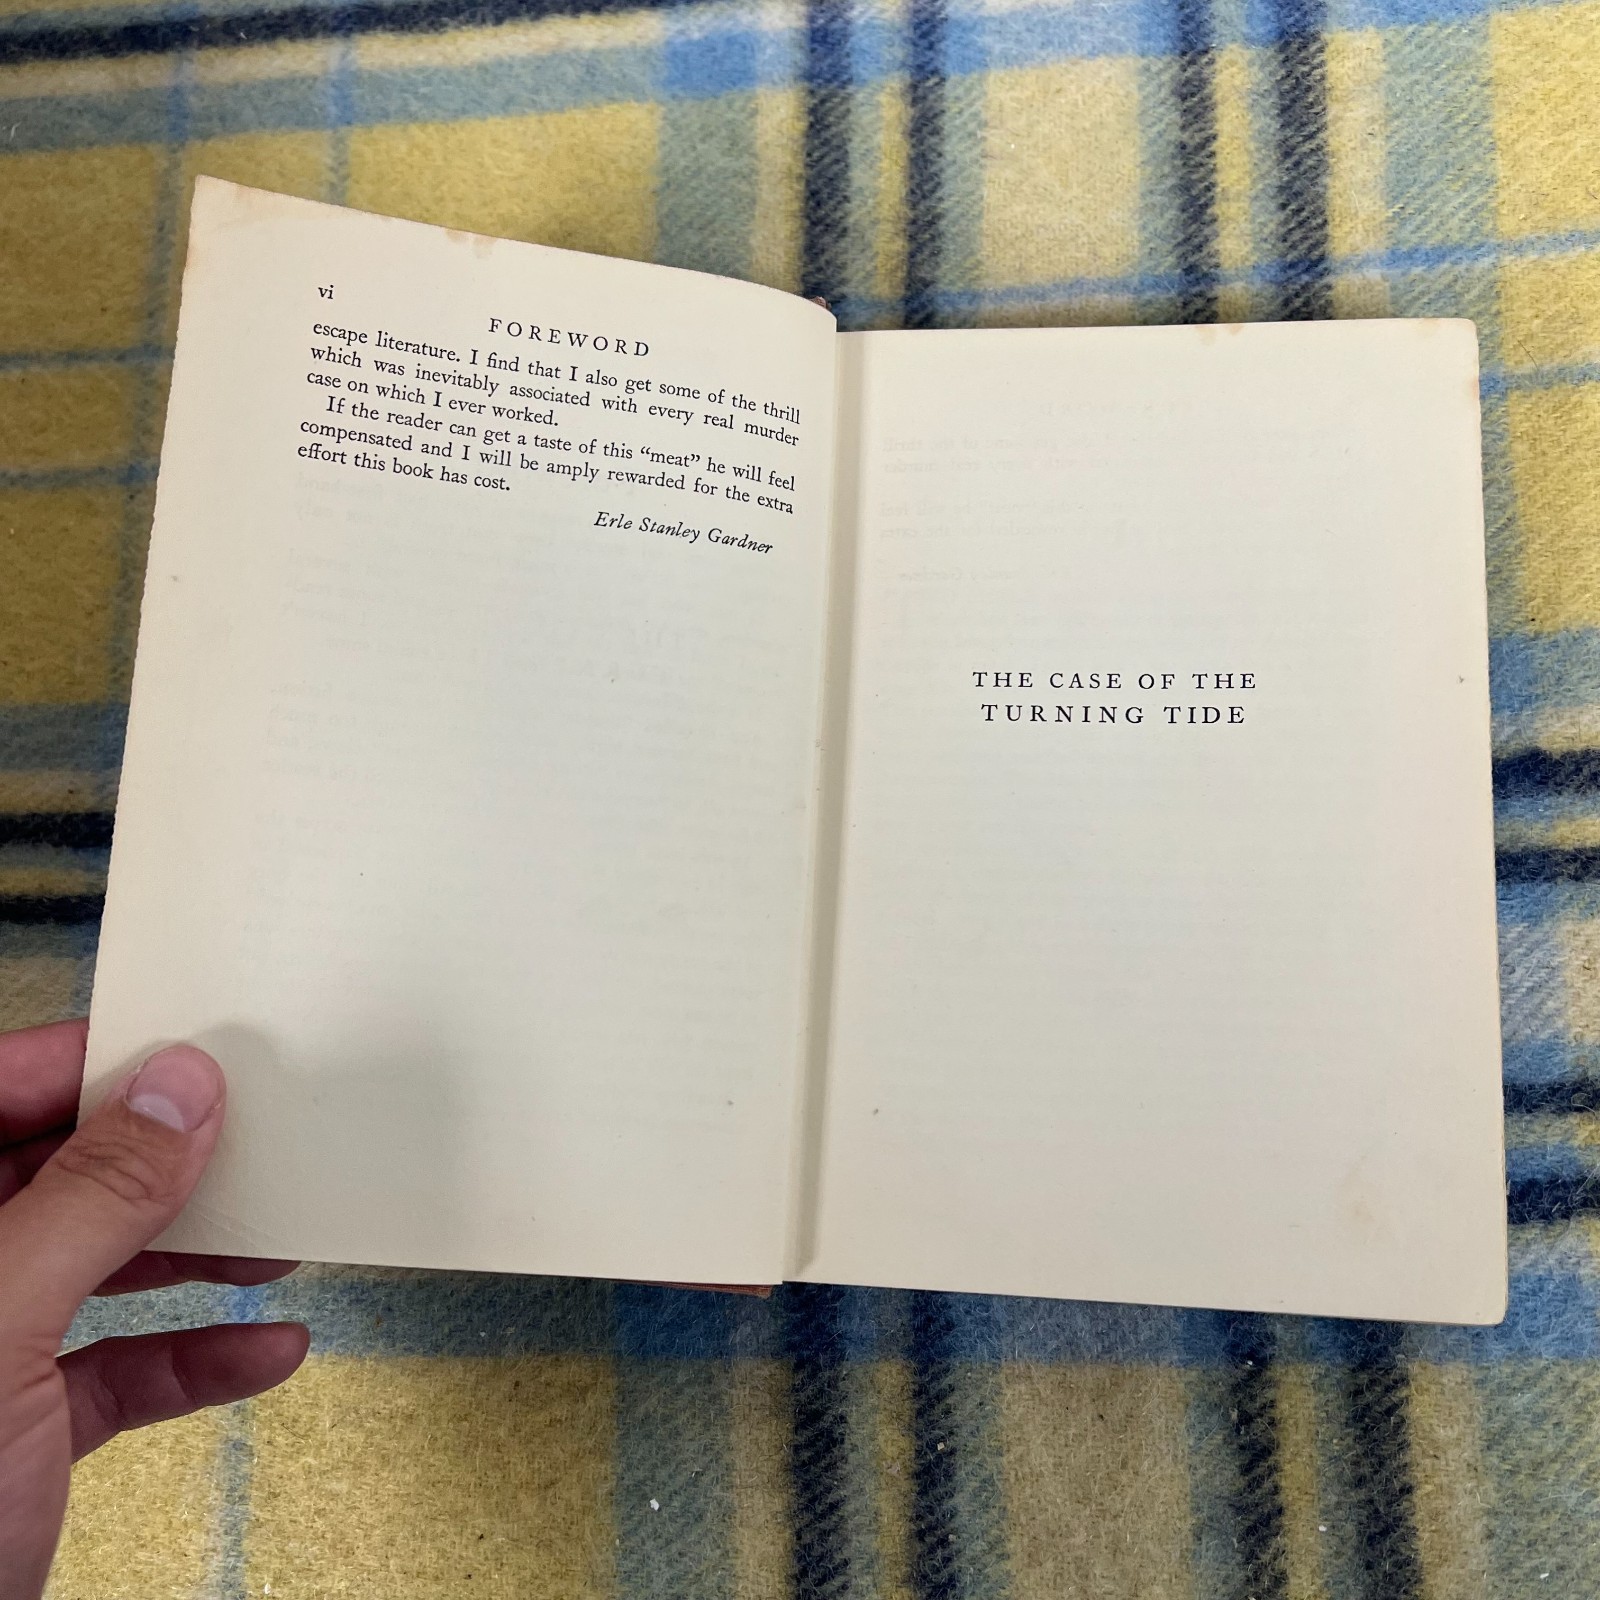 vi
FOREWORD
escape literature. I find that I also get some of the thrill
which was inevitably associated with every real murder
case on which I ever worked.
If the reader can get a taste of this “meat” he will feel
compensated and I will be amply rewarded for the extra
effort this book has cost.
Erle Stanley Gardner
THE CASE OF THE
TURNING TIDE